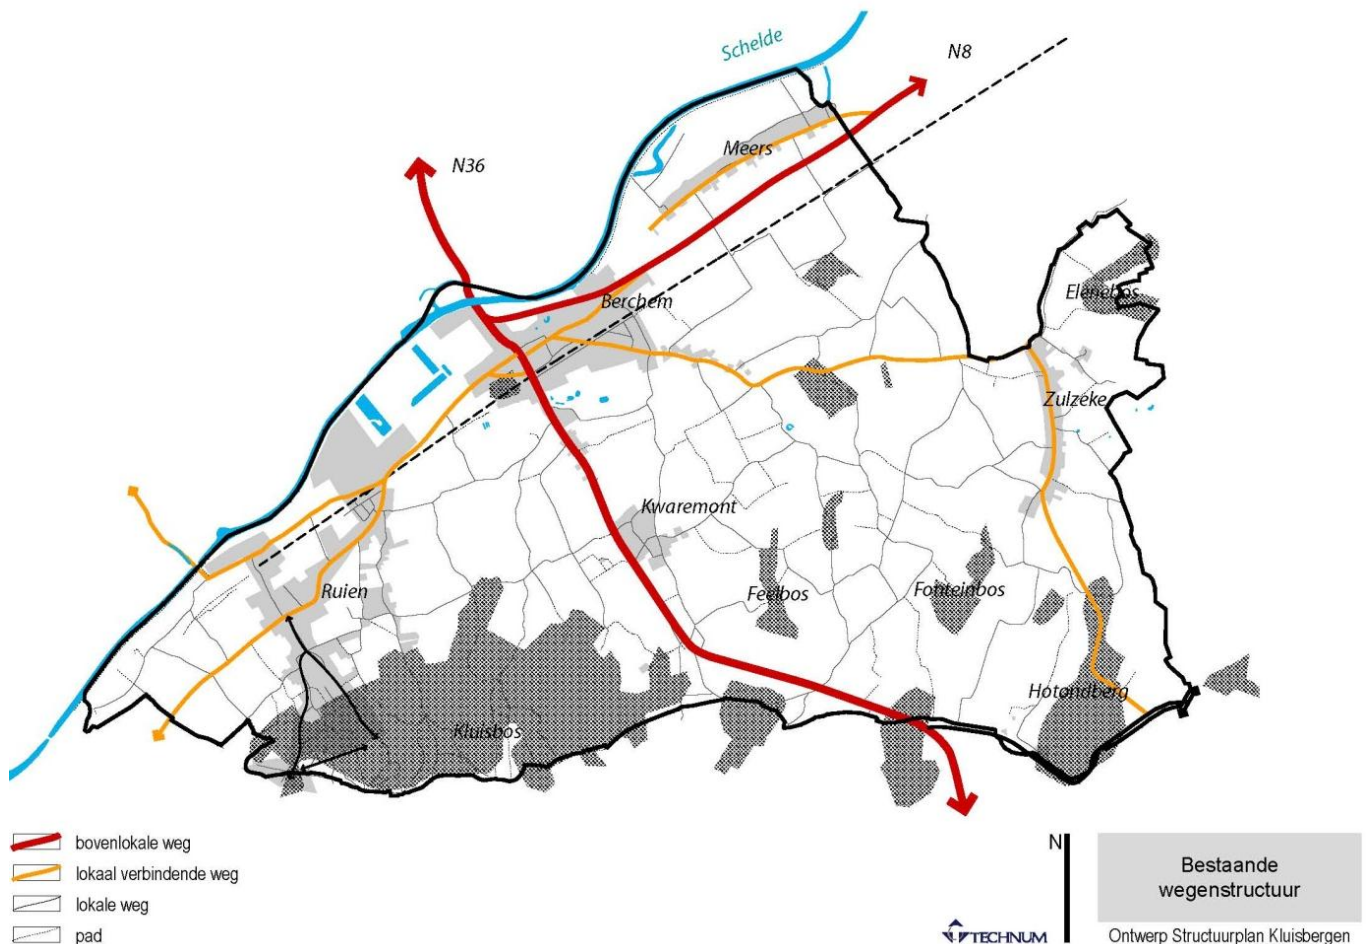 Schelde
N8
N36
Meers
Berchem
Elenebos
Zulzeke
Kwaremont
Ruien
Feelbos
Fonteinbos
Hotondberg
Kluisbos
bovenlokale weg
lokaal verbindende weg
lokale weg
pad
N
TECHNUM
Bestaande
wegenstructuur
Ontwerp Structuurplan Kluisbergen